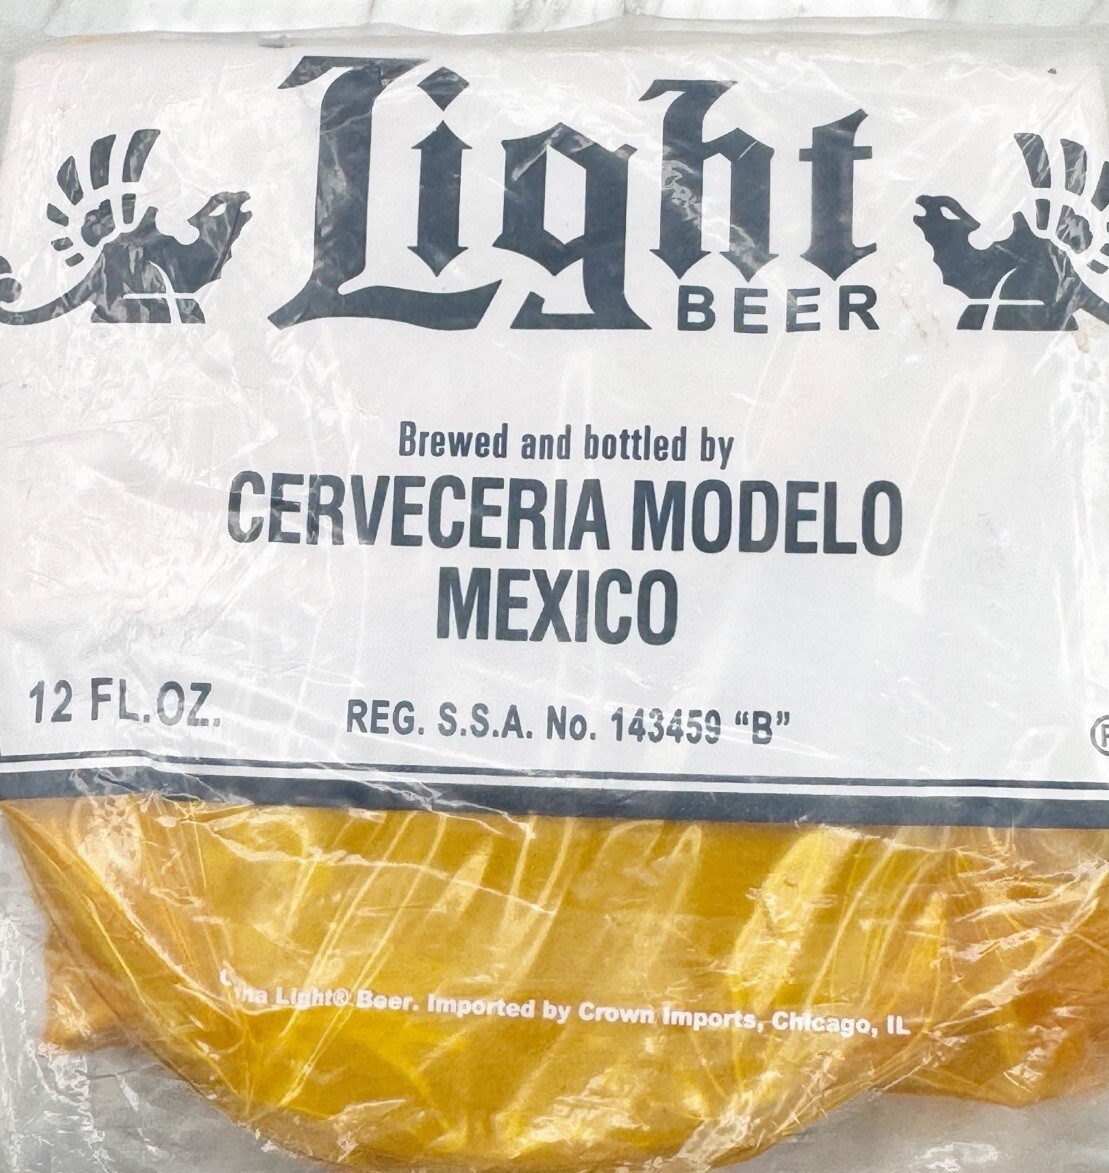 Light
BEER
Brewed and bottled by
CERVECERIA MODELO
MEXICO
12 FL.OZ.
REG. S.S.A. No. 143459 “B”
®
Light® Beer. Imported by Crown Imports, Chicago, IL